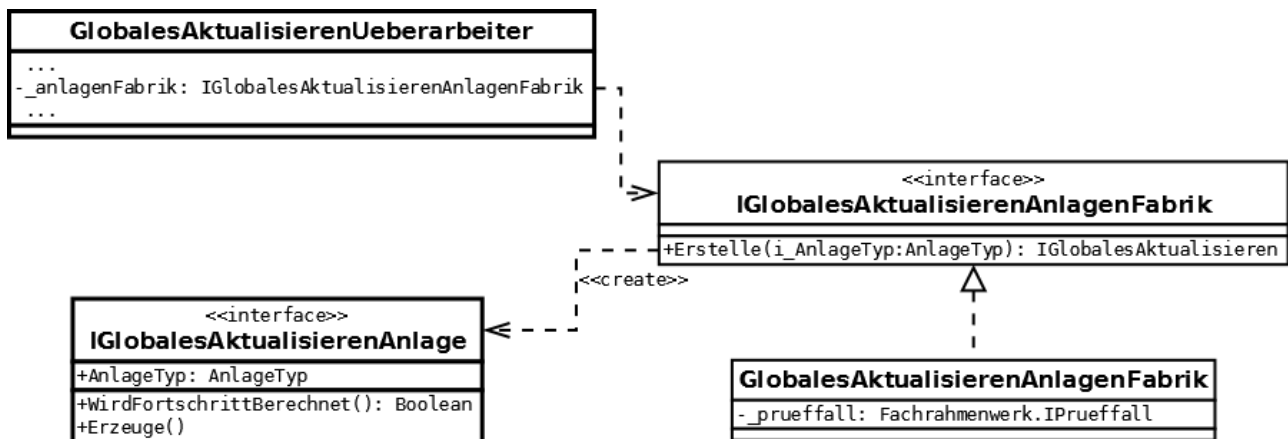 GlobalesAktualisierenUeberarbeiter
...
-_anlagenFabrik: IGlobalesAktualisierenAnlagenFabrik
...
<<interface>>
IGlobalesAktualisierenAnlagenFabrik
+Erstelle(i_AnlageTyp:AnlageTyp): IGlobalesAktualisieren
<<create>>
<<interface>>
IGlobalesAktualisierenAnlage
+AnlageTyp: AnlageTyp
+WirdFortschrittBerechnet(): Boolean
+Erzeuge()
GlobalesAktualisierenAnlagenFabrik
-_prueffall: Fachrahmenwerk.IPrueffall